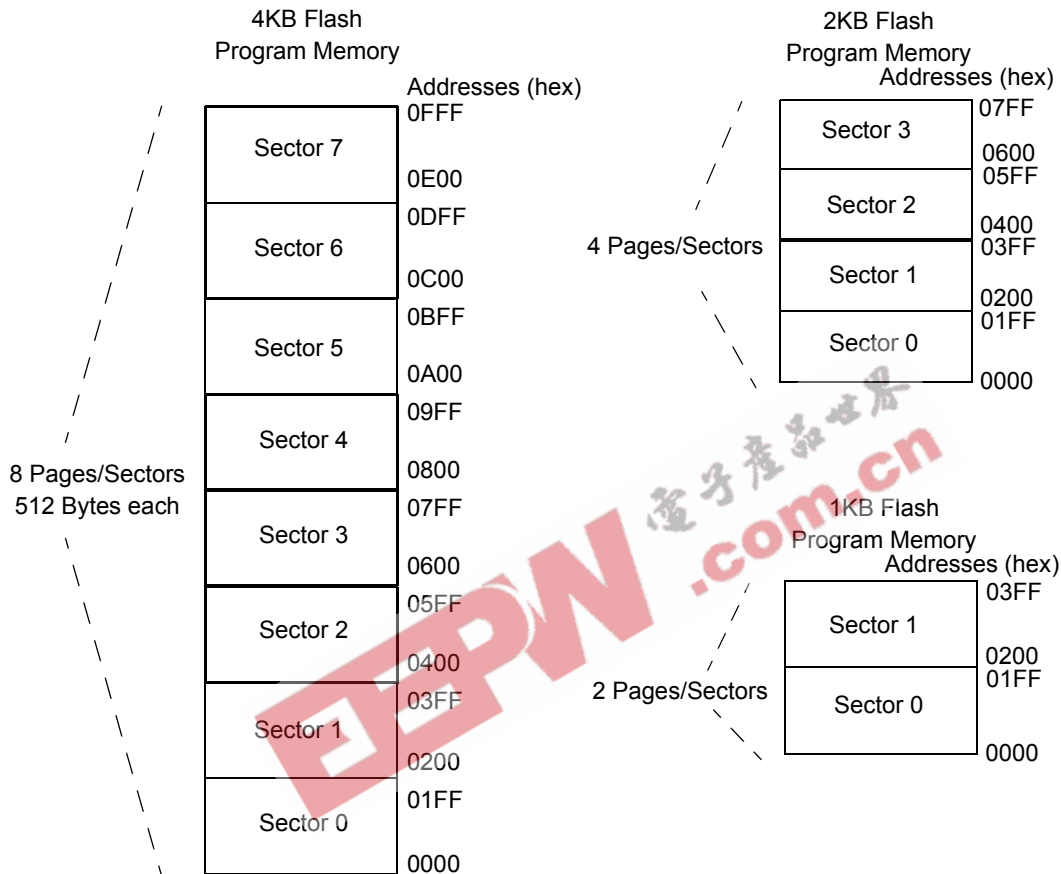 4KB Flash
Program Memory
Addresses (hex)
0FFF
Sector 7
0E00
0DFF
Sector 6
0C00
0BFF
Sector 5
0A00
09FF
Sector 4
0800
07FF
Sector 3
0600
05FF
Sector 2
0400
03FF
Sector 1
0200
01FF
Sector 0
0000
8 Pages/Sectors
512 Bytes each
2KB Flash
Program Memory
Addresses (hex)
07FF
Sector 3
0600
05FF
Sector 2
0400
03FF
Sector 1
0200
01FF
Sector 0
0000
4 Pages/Sectors
1KB Flash
Program Memory
Addresses (hex)
03FF
Sector 1
0200
01FF
Sector 0
0000
2 Pages/Sectors
EEPW
電子產品世界
.com.cn